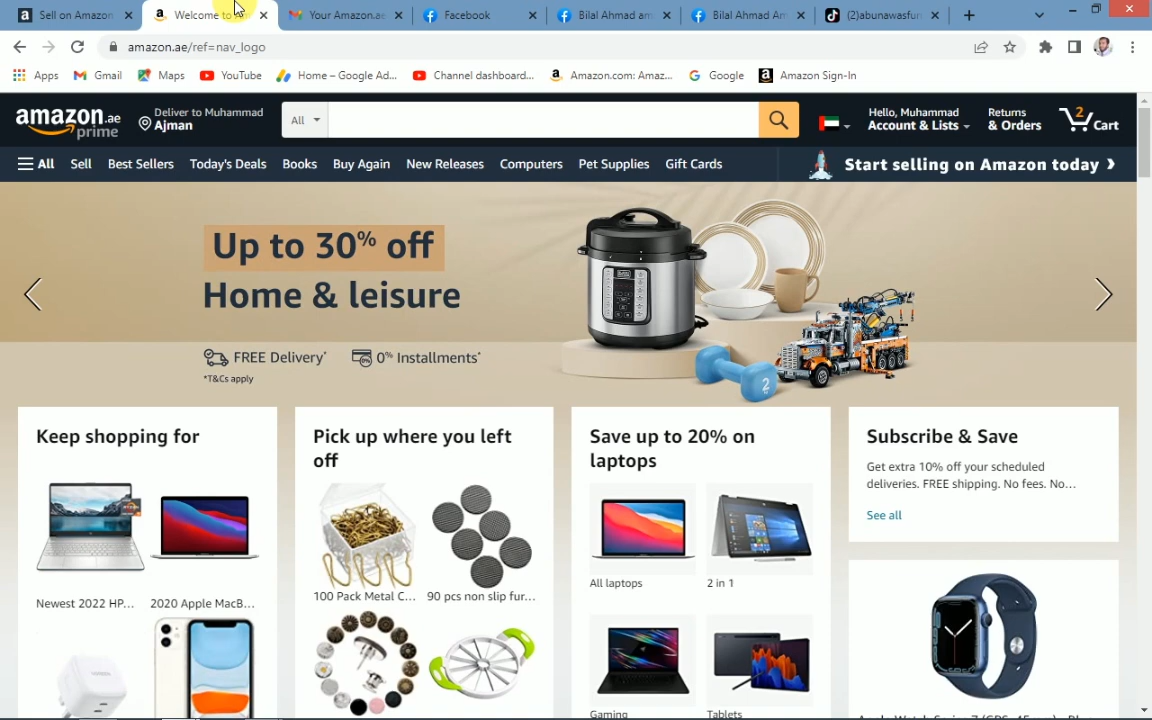 Sell on Amazon
Welcome to
Your Amazon.ae
Facebook
Bilal Ahmad am
Bilal Ahmad Am
(2)abunawasfur
amazon.ae/ref=nav_logo
Apps
Gmail
Maps
YouTube
Home – Google Ad...
Channel dashboard...
Amazon.com: Amaz...
Google
Amazon Sign-In
amazon.ae
prime
Deliver to Muhammad
Ajman
All
Hello, Muhammad
Account & Lists
Returns
& Orders
2
Cart
All
Sell
Best Sellers
Today's Deals
Books
Buy Again
New Releases
Computers
Pet Supplies
Gift Cards
Start selling on Amazon today
Up to 30% off
Home & leisure
FREE Delivery*
0% Installments*
*T&Cs apply
2
Keep shopping for
Newest 2022 HP...
2020 Apple MacB...
Pick up where you left
off
100 Pack Metal C...
90 pcs non slip fur...
Save up to 20% on
laptops
All laptops
2 in 1
Gaming
Tablets
Subscribe & Save
Get extra 10% off your scheduled
deliveries. FREE shipping. No fees. No...
See all